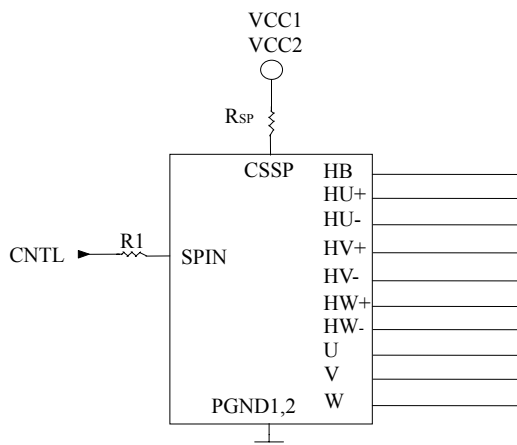 VCC1
VCC2
RSP
CSSP
HB
HU+
HU-
R1
HV+
CNTL
SPIN
HV-
HW+
HW-
U
V
W
PGND1,2